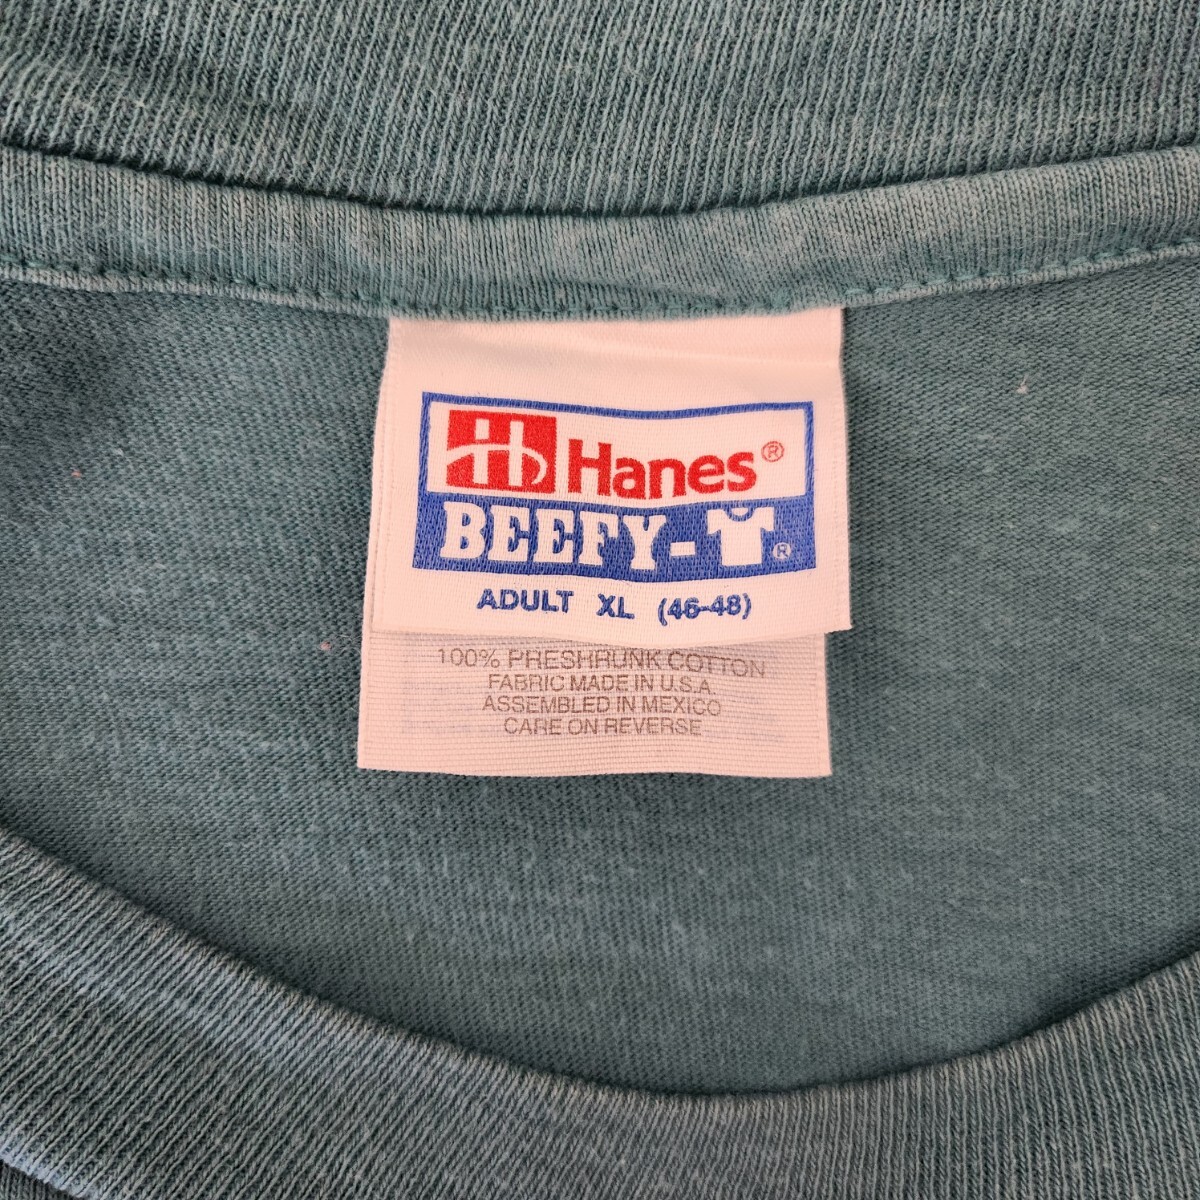 Hanes®
BEEFY-T®
ADULT XL (46-48)
100% PRESHRUNK COTTON
FABRIC MADE IN U.S.A.
ASSEMBLED IN MEXICO
CARE ON REVERSE